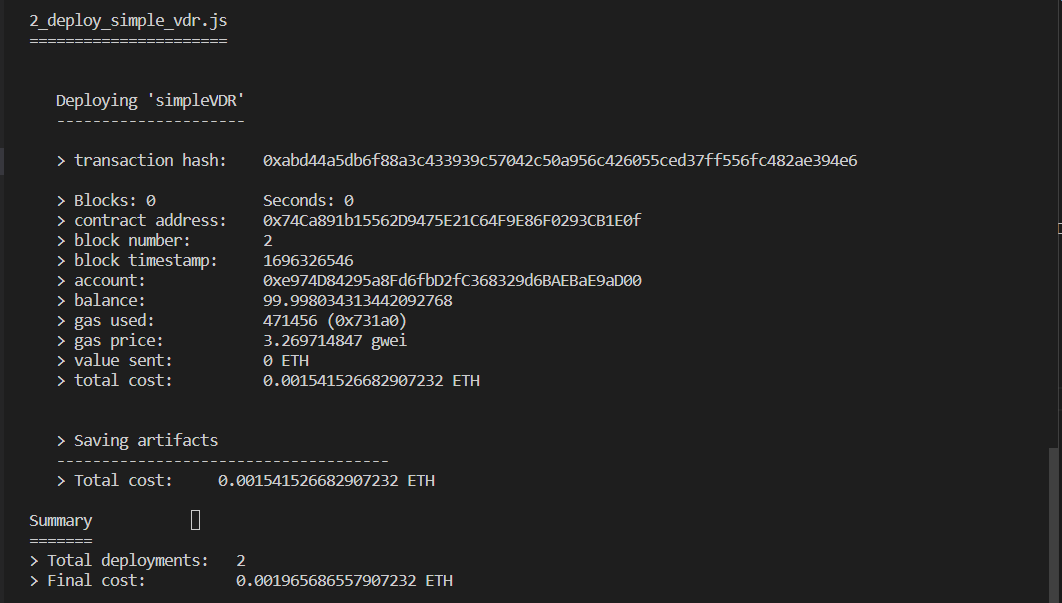 2_deploy_simple_vdr.js
======================
Deploying 'simpleVDR'
---------------------
> transaction hash:    0xabd44a5db6f88a3c433939c57042c50a956c426055ced37ff556fc482ae394e6
> Blocks: 0            Seconds: 0
> contract address:    0x74Ca891b15562D9475E21C64F9E86F0293CB1E0f
> block number:        2
> block timestamp:     1696326546
> account:             0xe974D84295a8Fd6fbD2fC368329d6BAEBaE9aD00
> balance:             99.998034313442092768
> gas used:            471456 (0x731a0)
> gas price:           3.269714847 gwei
> value sent:          0 ETH
> total cost:          0.001541526682907232 ETH
> Saving artifacts
-------------------------------------
> Total cost:     0.001541526682907232 ETH
Summary
=======
> Total deployments:   2
> Final cost:          0.001965686557907232 ETH